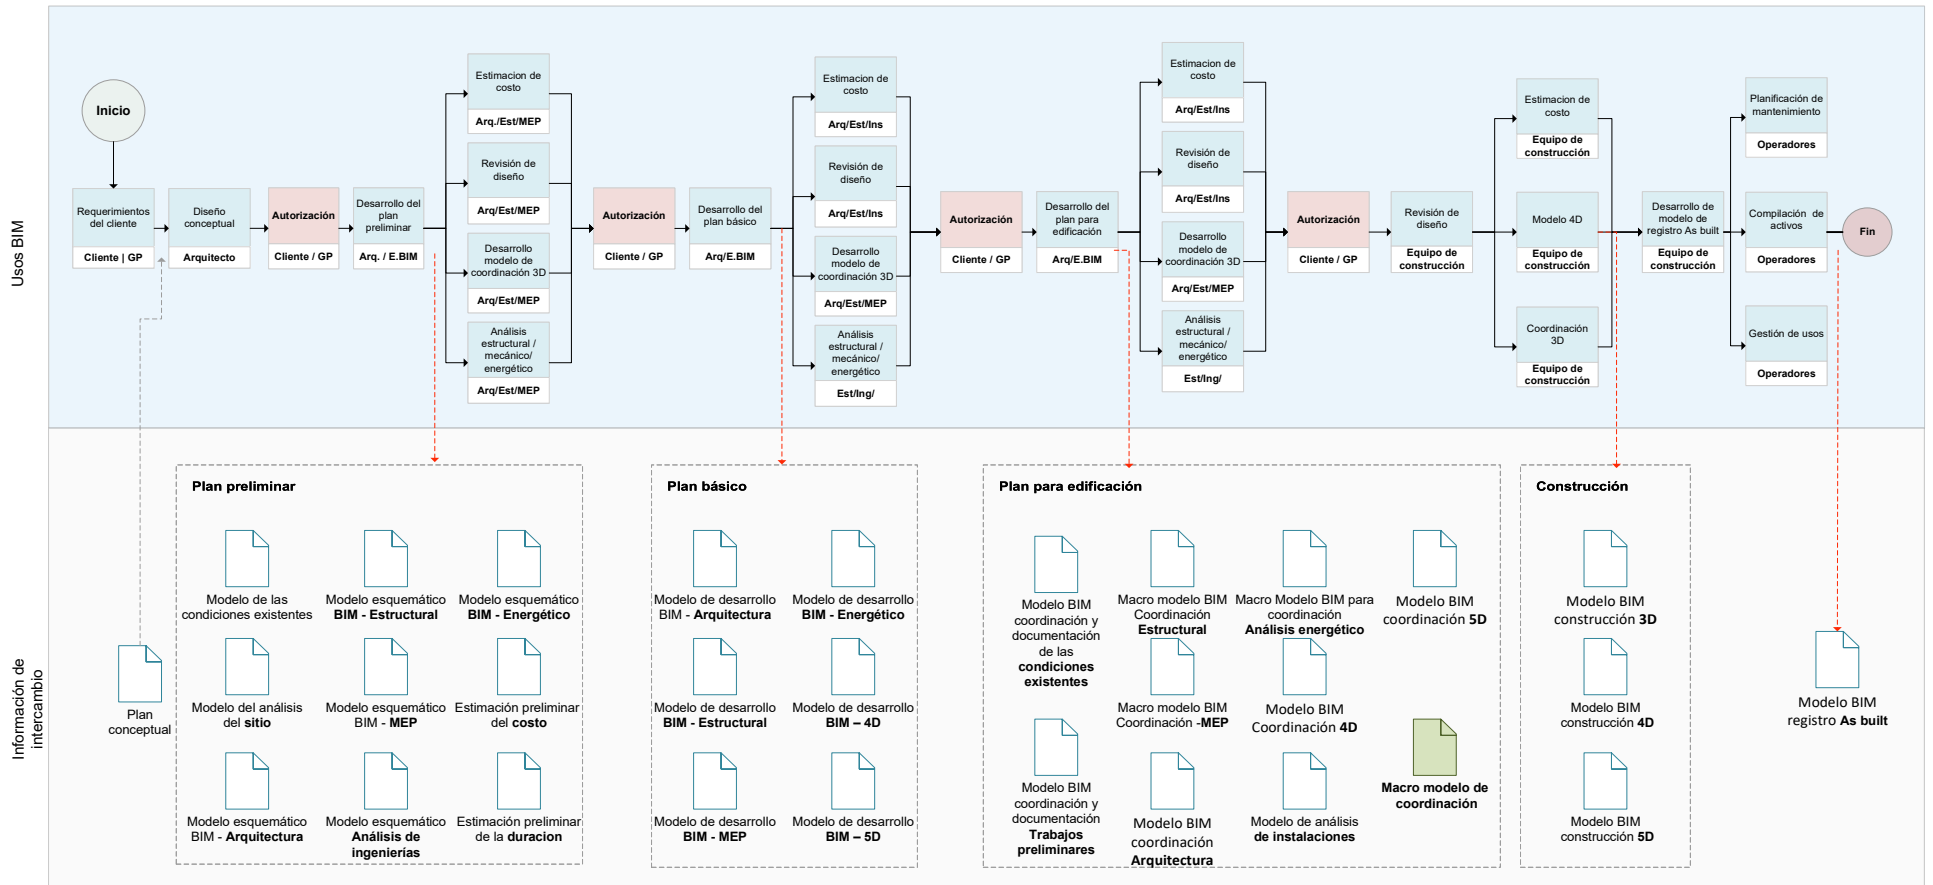 Usos BIM
Inicio
Requerimientos
del cliente
Cliente | GP
Diseño
conceptual
Arquitecto
Autorización
Cliente / GP
Desarrollo del
plan
preliminar
Arq. / E.BIM
Estimacion de
costo
Arq./Est/MEP
Revisión de
diseño
Arq/Est/MEP
Desarrollo
modelo de
coordinación 3D
Arq/Est/MEP
Análisis
estructural /
mecánico/
energético
Arq/Est/MEP
Autorización
Cliente / GP
Desarrollo del
plan básico
Arq/E.BIM
Estimacion de
costo
Arq/Est/Ins
Revisión de
diseño
Arq/Est/Ins
Desarrollo
modelo de
coordinación 3D
Arq/Est/MEP
Análisis
estructural /
mecánico/
energético
Est/Ing/
Autorización
Cliente / GP
Desarrollo del
plan para
edificación
Arq/E.BIM
Estimacion de
costo
Arq/Est/Ins
Revisión de
diseño
Arq/Est/Ins
Desarrollo
modelo de
coordinación 3D
Arq/Est/MEP
Análisis
estructural /
mecánico/
energético
Est/Ing/
Autorización
Cliente / GP
Revisión de
diseño
Equipo de
construcción
Estimacion de
costo
Equipo de
construcción
Modelo 4D
Equipo de
construcción
Coordinación
3D
Equipo de
construcción
Desarrollo de
modelo de
registro As built
Equipo de
construcción
Planificación de
mantenimiento
Operadores
Compilación de
activos
Operadores
Gestión de usos
Operadores
Fin
Información de
intercambio
Plan
conceptual
Plan preliminar
Modelo de las
condiciones existentes
Modelo esquemático
BIM - Estructural
Modelo esquemático
BIM - Energético
Modelo del análisis
del sitio
Modelo esquemático
BIM - MEP
Estimación preliminar
del costo
Modelo esquemático
BIM - Arquitectura
Modelo esquemático
Análisis de
ingenierías
Estimación preliminar
de la duracion
Plan básico
Modelo de desarrollo
BIM - Arquitectura
Modelo de desarrollo
BIM - Energético
Modelo de desarrollo
BIM - Estructural
Modelo de desarrollo
BIM – 4D
Modelo de desarrollo
BIM - MEP
Modelo de desarrollo
BIM – 5D
Plan para edificación
Modelo BIM
coordinación y
documentación
de las
condiciones
existentes
Macro modelo BIM
Coordinación
Estructural
Macro Modelo BIM para
coordinación
Análisis energético
Modelo BIM
coordinación 5D
Macro modelo BIM
Coordinación -MEP
Modelo BIM
Coordinación 4D
Modelo BIM
coordinación y
documentación
Trabajos
preliminares
Modelo BIM
coordinación
Arquitectura
Modelo de análisis
de instalaciones
Macro modelo de
coordinación
Construcción
Modelo BIM
construcción 3D
Modelo BIM
construcción 4D
Modelo BIM
construcción 5D
Modelo BIM
registro As built